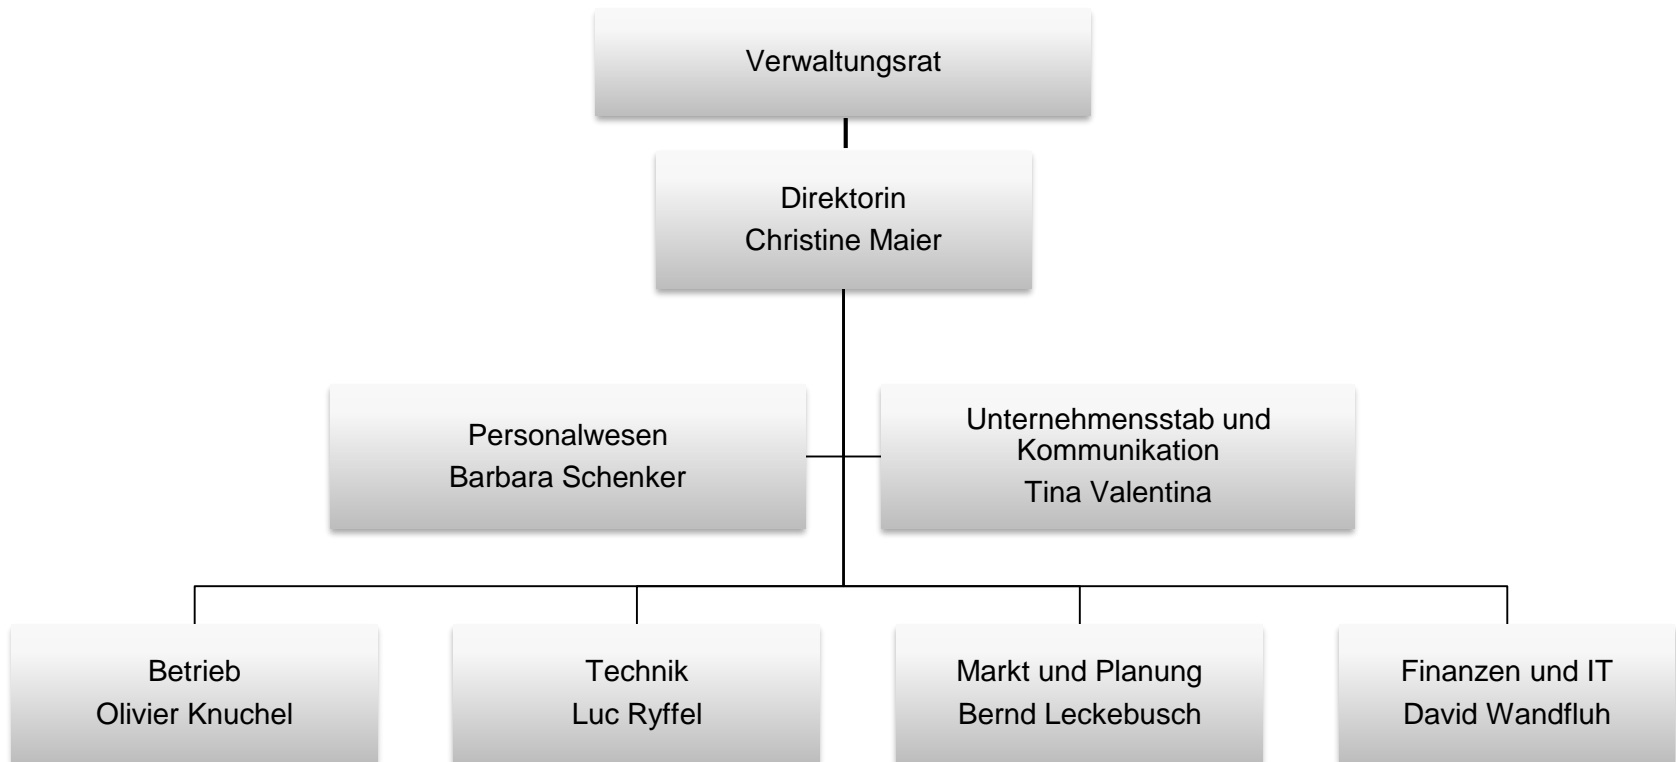 Verwaltungsrat
Direktorin
Christine Maier
Personalwesen
Barbara Schenker
Unternehmensstab und
Kommunikation
Tina Valentina
Betrieb
Olivier Knuchel
Technik
Luc Ryffel
Markt und Planung
Bernd Leckebusch
Finanzen und IT
David Wandfluh